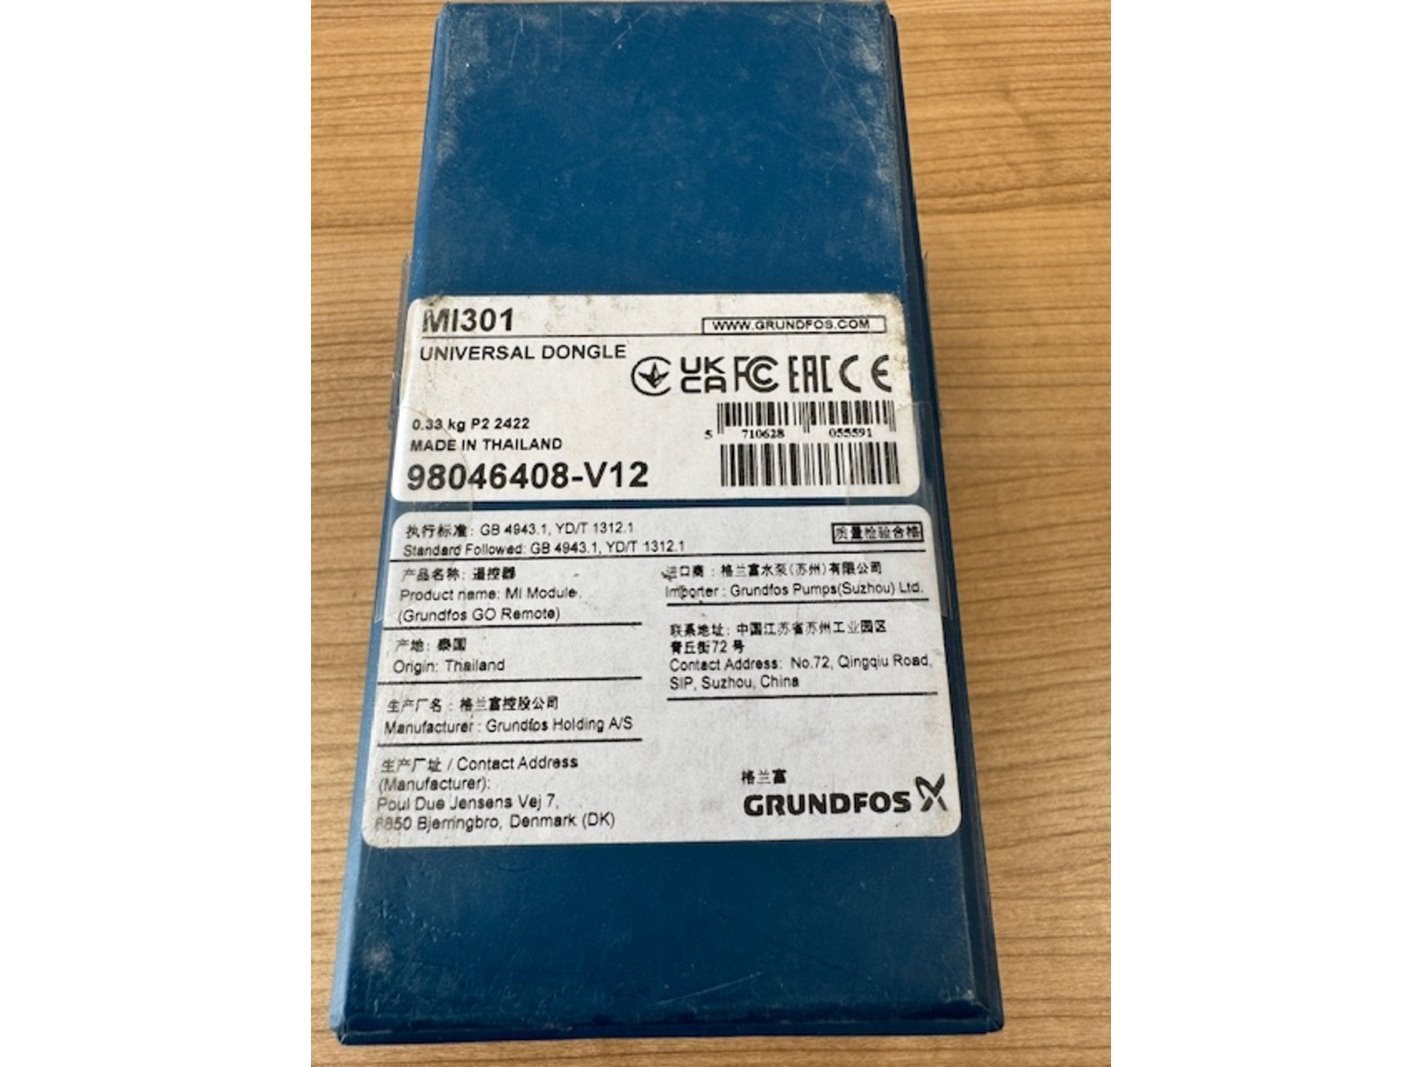 MI301
WWW.GRUNDFOS.COM
UNIVERSAL DONGLE
UK
CA FC EAC CE
0.33 kg P2 2422
MADE IN THAILAND
98046408-V12
5 710628 055591
执行标准: GB 4943.1, YD/T 1312.1
Standard Followed: GB 4943.1, YD/T 1312.1
质量检验合格
产品名称: 遥控器
Product name: MI Module
(Grundfos GO Remote)
产地: 泰国
Origin: Thailand
生产厂名: 格兰富控股公司
Manufacturer: Grundfos Holding A/S
生产厂址 / Contact Address
(Manufacturer):
Poul Due Jensens Vej 7,
8850 Bjerringbro, Denmark (DK)
进口商: 格兰富水泵(苏州)有限公司
Importer: Grundfos Pumps(Suzhou) Ltd.
联系地址: 中国江苏省苏州工业园区
青丘街72号
Contact Address: No.72, Qingqiu Road,
SIP, Suzhou, China
格兰富
GRUNDFOS